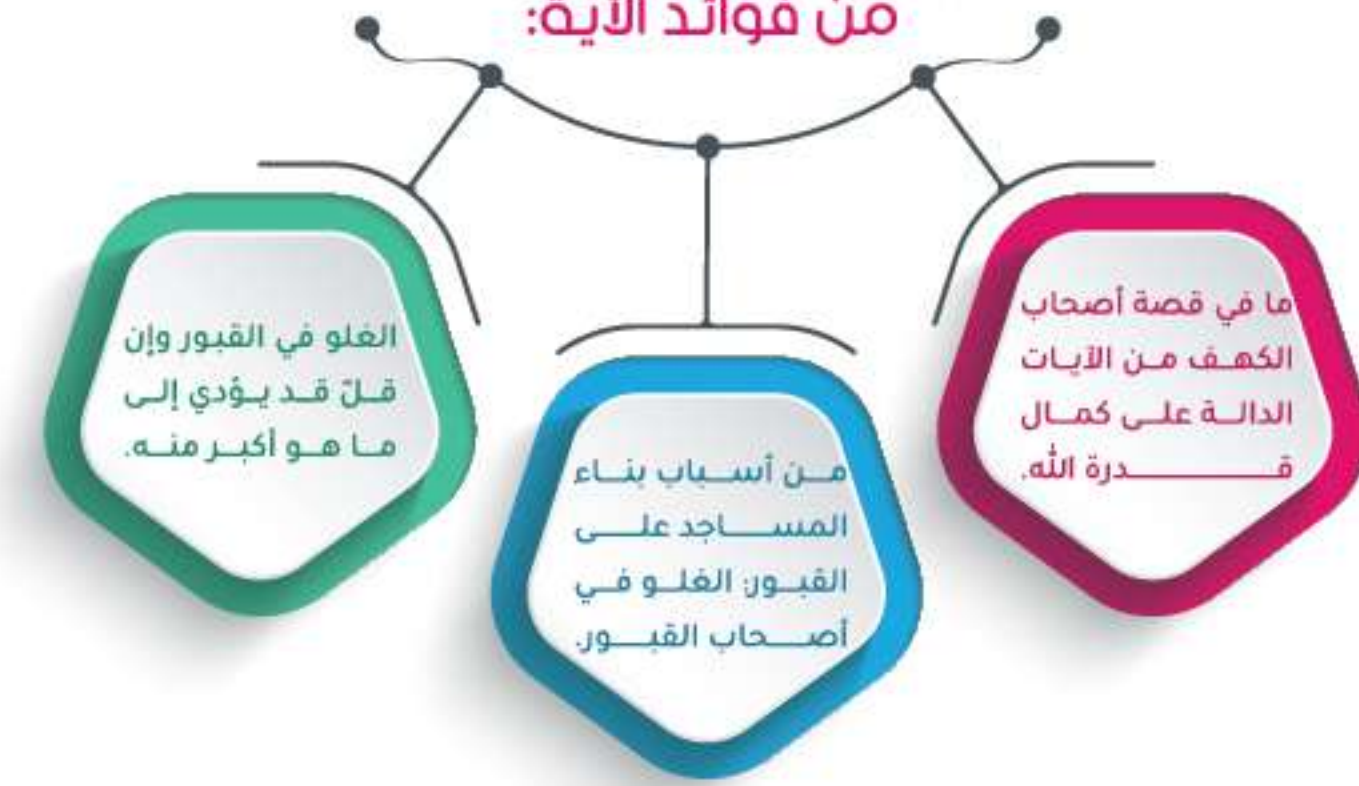 من فوائد الآية:
ما في قصة أصحاب
الكهف من الآيات
الدالة على كمال
قدرة الله.
من أسباب بناء
المساجد على
القبور: الغلو في
أصحاب القبور.
الغلو في القبور وإن
قلّ قد يؤدي إلى
ما هو أكبر منه.